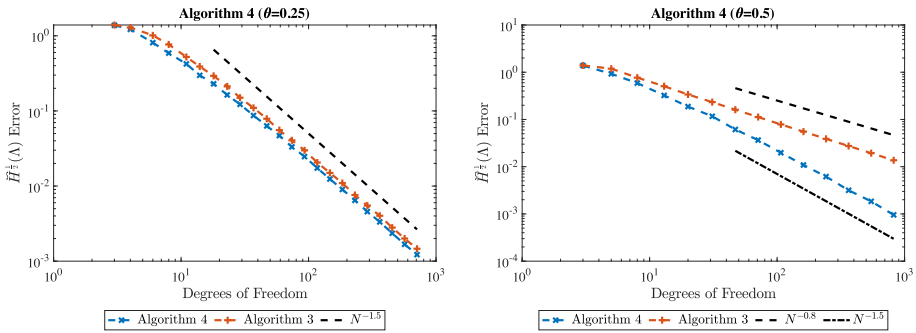 Algorithm 4 (θ=0.25)
10^0
10^-1
10^-2
10^-3
H̃^{1/2}(Λ) Error
10^0
10^1
10^2
10^3
Degrees of Freedom
Algorithm 4
Algorithm 3
N^{-1.5}
Algorithm 4 (θ=0.5)
10^1
10^0
10^-1
10^-2
10^-3
10^-4
H̃^{1/2}(Λ) Error
10^0
10^1
10^2
10^3
Degrees of Freedom
Algorithm 4
Algorithm 3
N^{-0.8}
N^{-1.5}